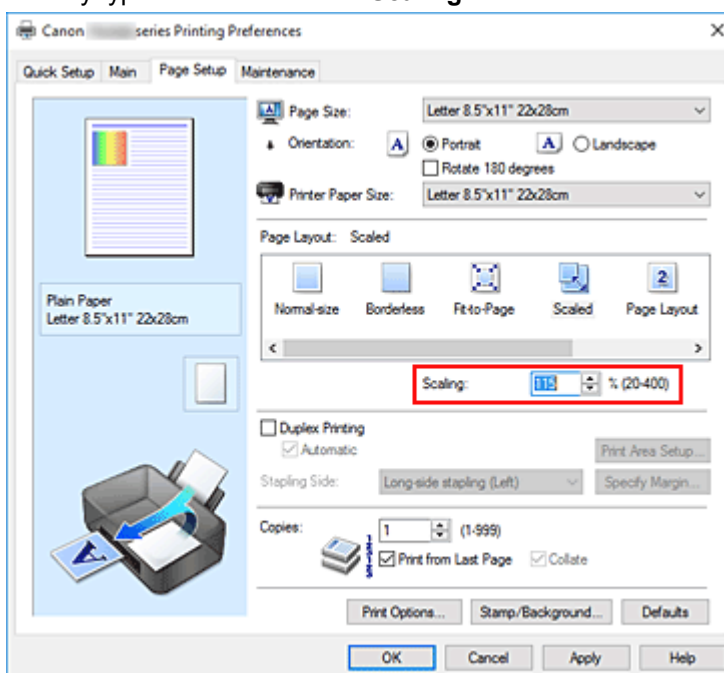 Canon series Printing Preferences
Quick Setup Main Page Setup Maintenance
Page Size: Letter 8.5"x11" 22x28cm
Orientation: A Portrait A Landscape
Rotate 180 degrees
Printer Paper Size: Letter 8.5"x11" 22x28cm
Page Layout: Scaled
Normal-size Borderless Fit-to-Page Scaled 2 Page Layout
Plain Paper
Letter 8.5"x11" 22x28cm
Scaling: 115 % (20-400)
Duplex Printing
Automatic Print Area Setup...
Stapling Side: Long-side stapling (Left) Specify Margin...
Copies: 1 (1-999)
Print from Last Page Collate
A
Print Options... Stamp/Background... Defaults
OK Cancel Apply Help